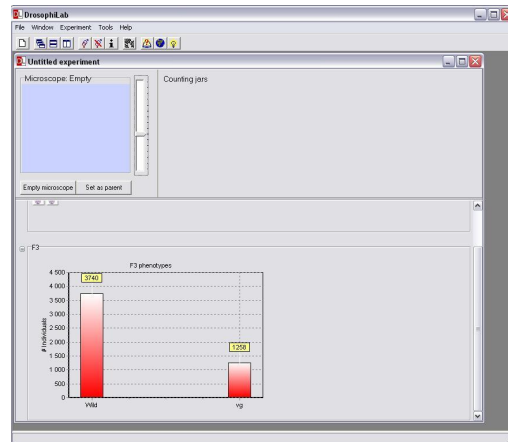 DrosophiLab
File Window Experiment Tools Help
Untitled experiment
Microscope: Empty
Counting jars
Empty microscope Set as parent
F3
F3 phenotypes
# Individuals
4 500
4 000
3 500
3 000
2 500
2 000
1 500
1 000
500
0
3740
1258
Wild vg